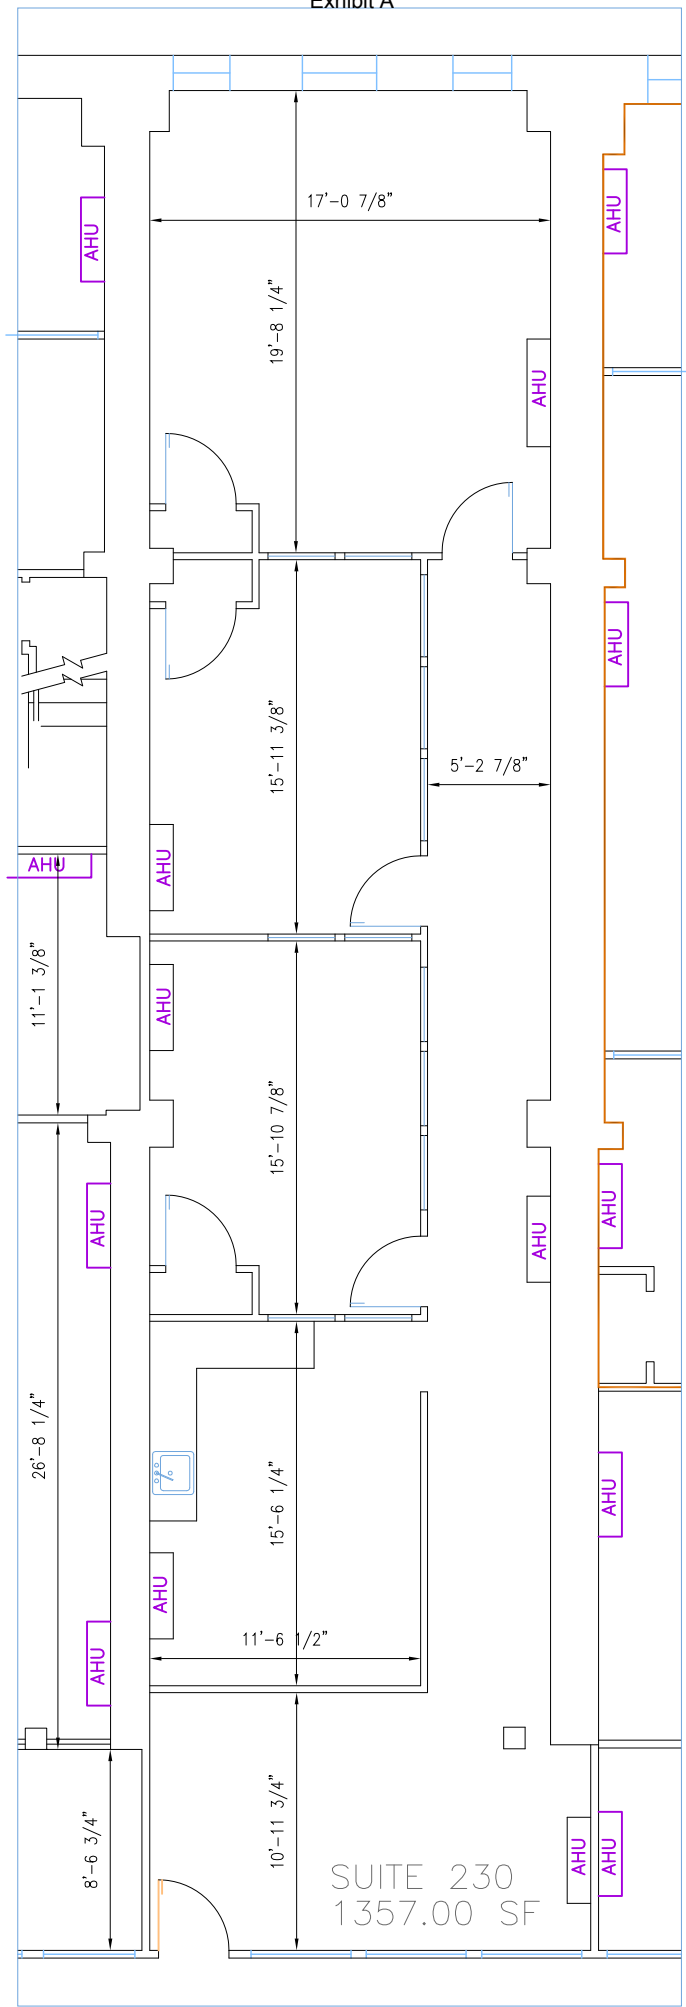 Exhibit A
17'-0 7/8"
AHU
AHU
19'-8 1/4"
AHU
AHU
15'-11 3/8"
5'-2 7/8"
AHU
AHU
11'-1 3/8"
AHU
15'-10 7/8"
AHU
AHU
AHU
26'-8 1/4"
15'-6 1/4"
AHU
AHU
11'-6 1/2"
AHU
10'-11 3/4"
8'-6 3/4"
AHU
AHU
SUITE 230
1357.00 SF